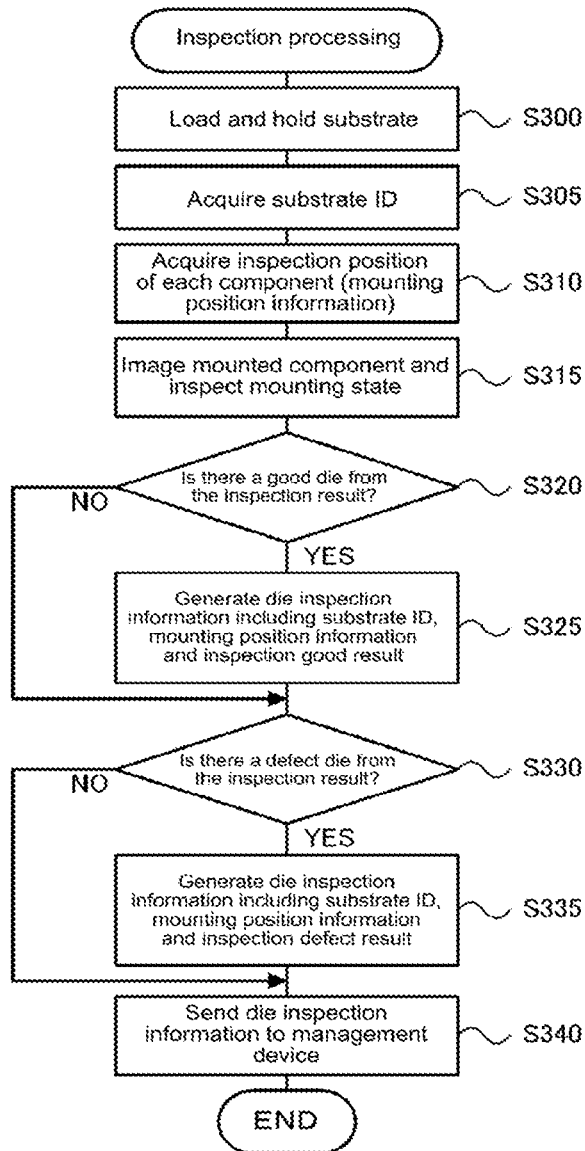 Inspection processing
Load and hold substrate
S300
Acquire substrate ID
S305
Acquire inspection position
of each component (mounting
position information)
S310
Image mounted component and
inspect mounting state
S315
Is there a good die from
the inspection result?
S320
NO
YES
Generate die inspection
information including substrate ID,
mounting position information
and inspection good result
S325
Is there a defect die from
the inspection result?
S330
NO
YES
Generate die inspection
information including substrate ID,
mounting position information
and inspection defect result
S335
Send die inspection
information to management
device
S340
END